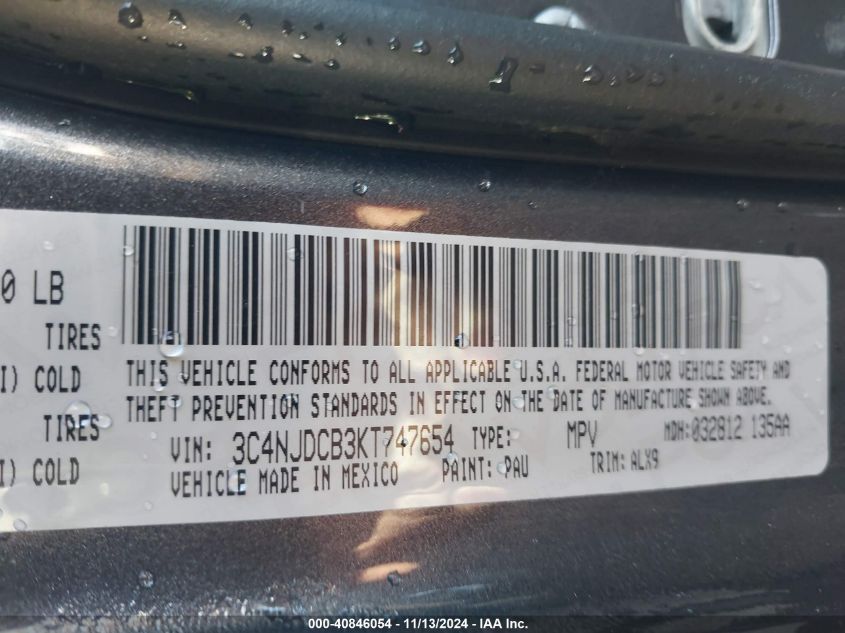 0 LB
TIRES
I) COLD
TIRES
I) COLD
THIS VEHICLE CONFORMS TO ALL APPLICABLE U.S.A. FEDERAL MOTOR VEHICLE SAFETY AND
THEFT PREVENTION STANDARDS IN EFFECT ON THE DATE OF MANUFACTURE SHOWN ABOVE.
VIN: 3C4NJDCB3KT747654 TYPE: MPV MDH: 032812 135AA
VEHICLE MADE IN MEXICO PAINT: PAU TRIM: ALX9
000-40846054 - 11/13/2024 - IAA Inc.